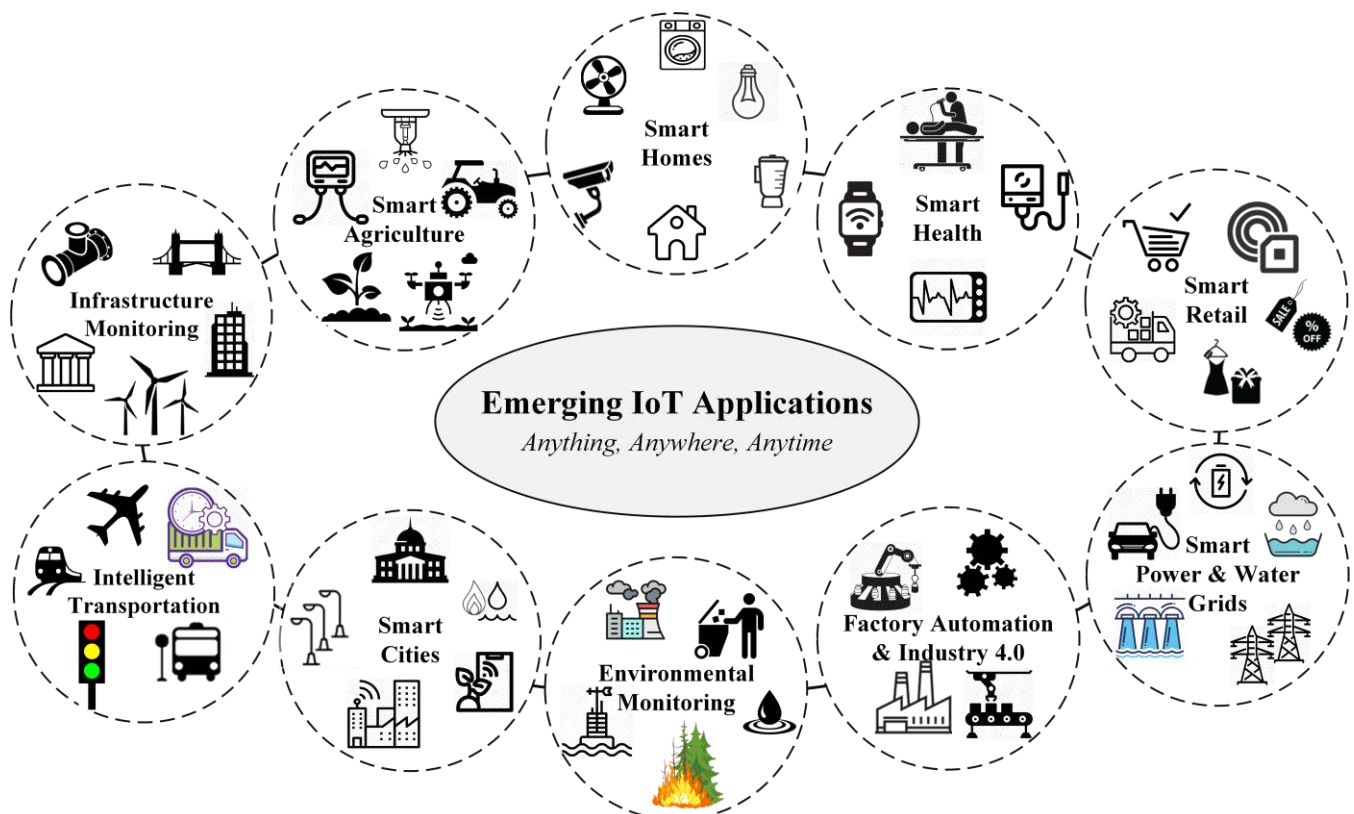 Smart
Homes
Smart
Agriculture
Smart
Health
Infrastructure
Monitoring
Smart
Retail
SALE
%
OFF
Emerging IoT Applications
Anything, Anywhere, Anytime
Intelligent
Transportation
Smart
Cities
Environmental
Monitoring
Factory Automation
& Industry 4.0
Smart
Power & Water
Grids